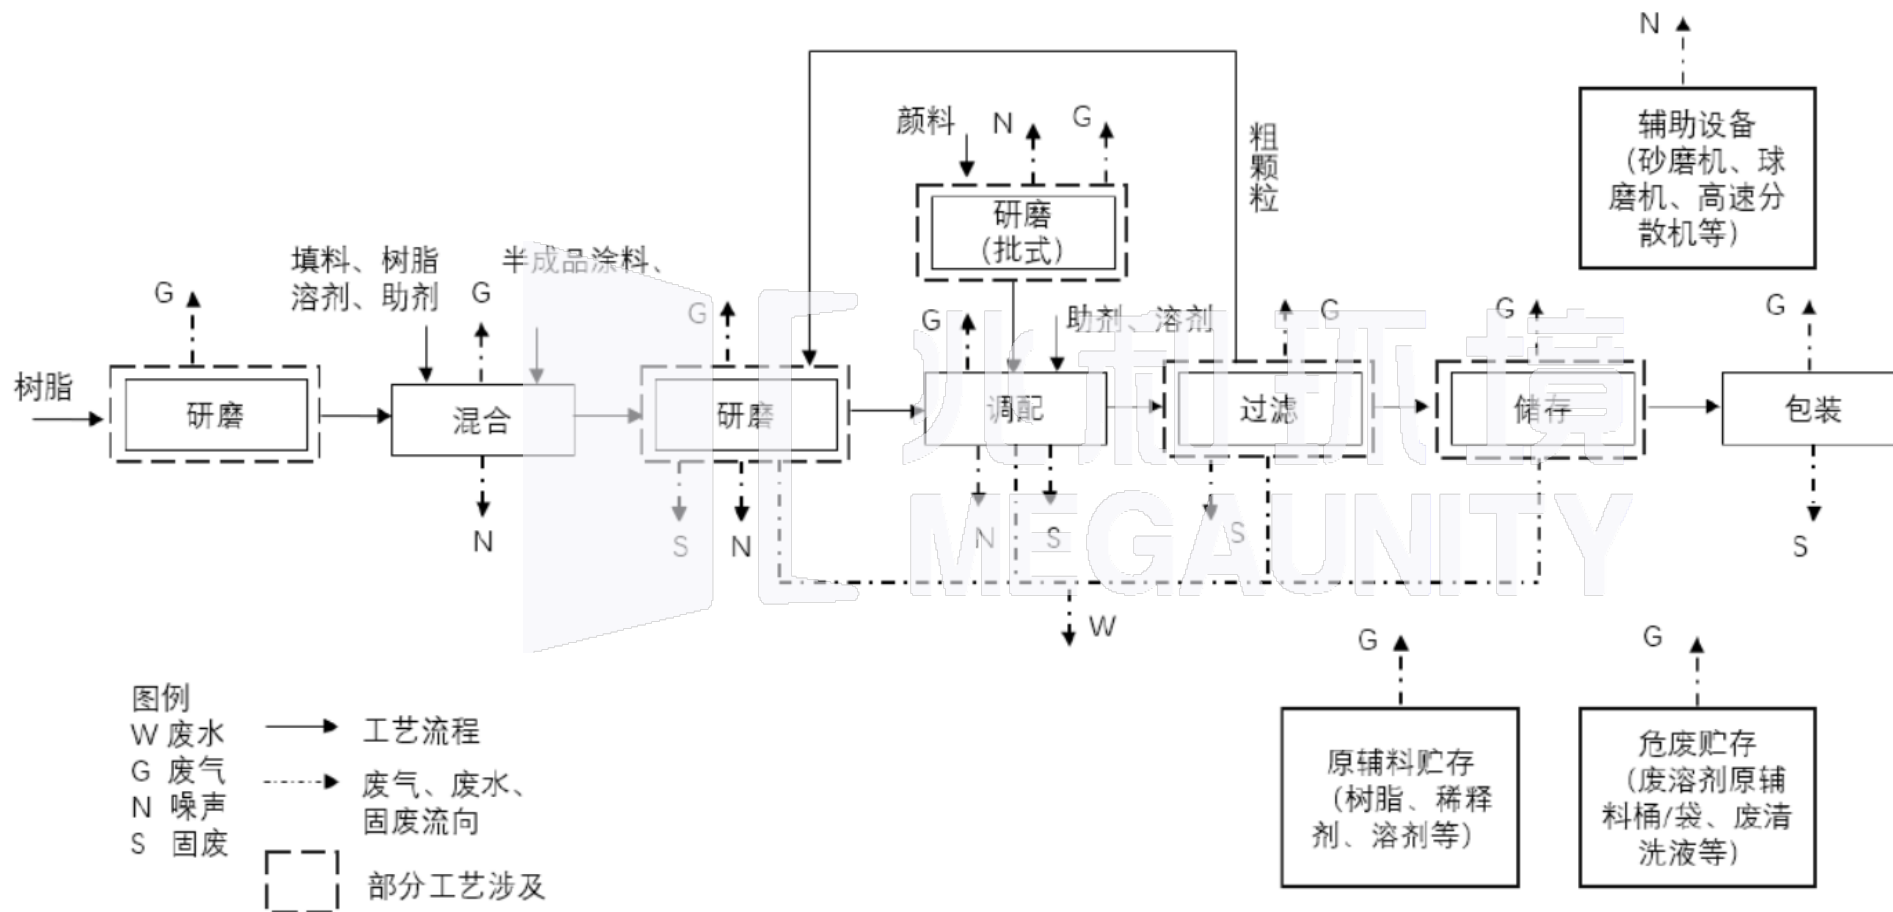 N
辅助设备
（砂磨机、球
磨机、高速分
散机等）
颜料
N
G
粗颗粒
研磨
（批式）
填料、树脂
溶剂、助剂
G
半成品涂料、
G
G
G
助剂、溶剂
G
G
G
树脂
研磨
混合
研磨
调配
过滤
储存
包装
N
S
N
N
S
S
S
W
兆和环境
MEGAUNITY
G
G
原辅料贮存
（树脂、稀释
剂、溶剂等）
危废贮存
（废溶剂原辅
料桶/袋、废清
洗液等）
图例
W 废水
G 废气
N 噪声
S 固废
工艺流程
废气、废水、
固废流向
部分工艺涉及